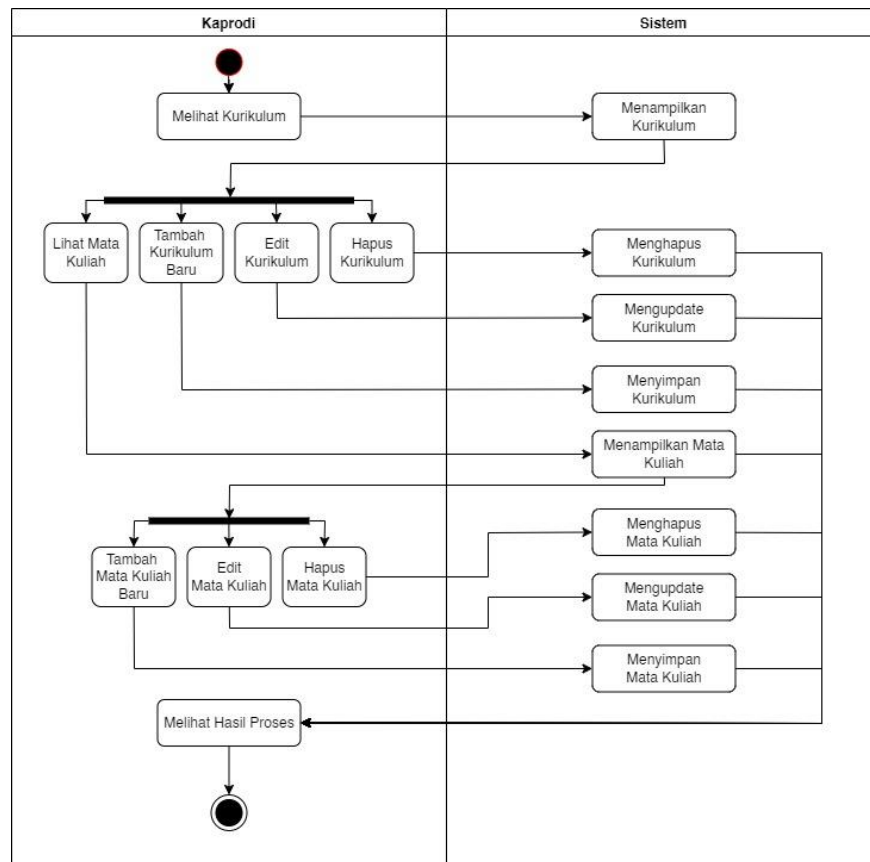 Kaprodi
Sistem
Melihat Kurikulum
Menampilkan
Kurikulum
Lihat Mata
Kuliah
Tambah
Kurikulum
Baru
Edit
Kurikulum
Hapus
Kurikulum
Menghapus
Kurikulum
Mengupdate
Kurikulum
Menyimpan
Kurikulum
Menampilkan Mata
Kuliah
Tambah
Mata Kuliah
Baru
Edit
Mata Kuliah
Hapus
Mata Kuliah
Menghapus
Mata Kuliah
Mengupdate
Mata Kuliah
Menyimpan
Mata Kuliah
Melihat Hasil Proses